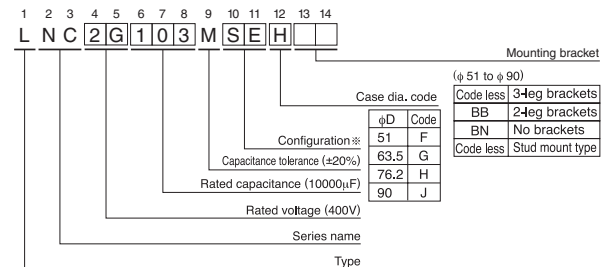 1 2 3 4 5 6 7 8 9 10 11 12 13 14
L N C 2 G 1 0 3 M S E H
Mounting bracket
(φ 51 to φ 90)
Code less 3-leg brackets
BB 2-leg brackets
BN No brackets
Code less Stud mount type
Case dia. code
φD Code
51 F
63.5 G
76.2 H
90 J
Configuration※
Capacitance tolerance (±20%)
Rated capacitance (10000µF)
Rated voltage (400V)
Series name
Type